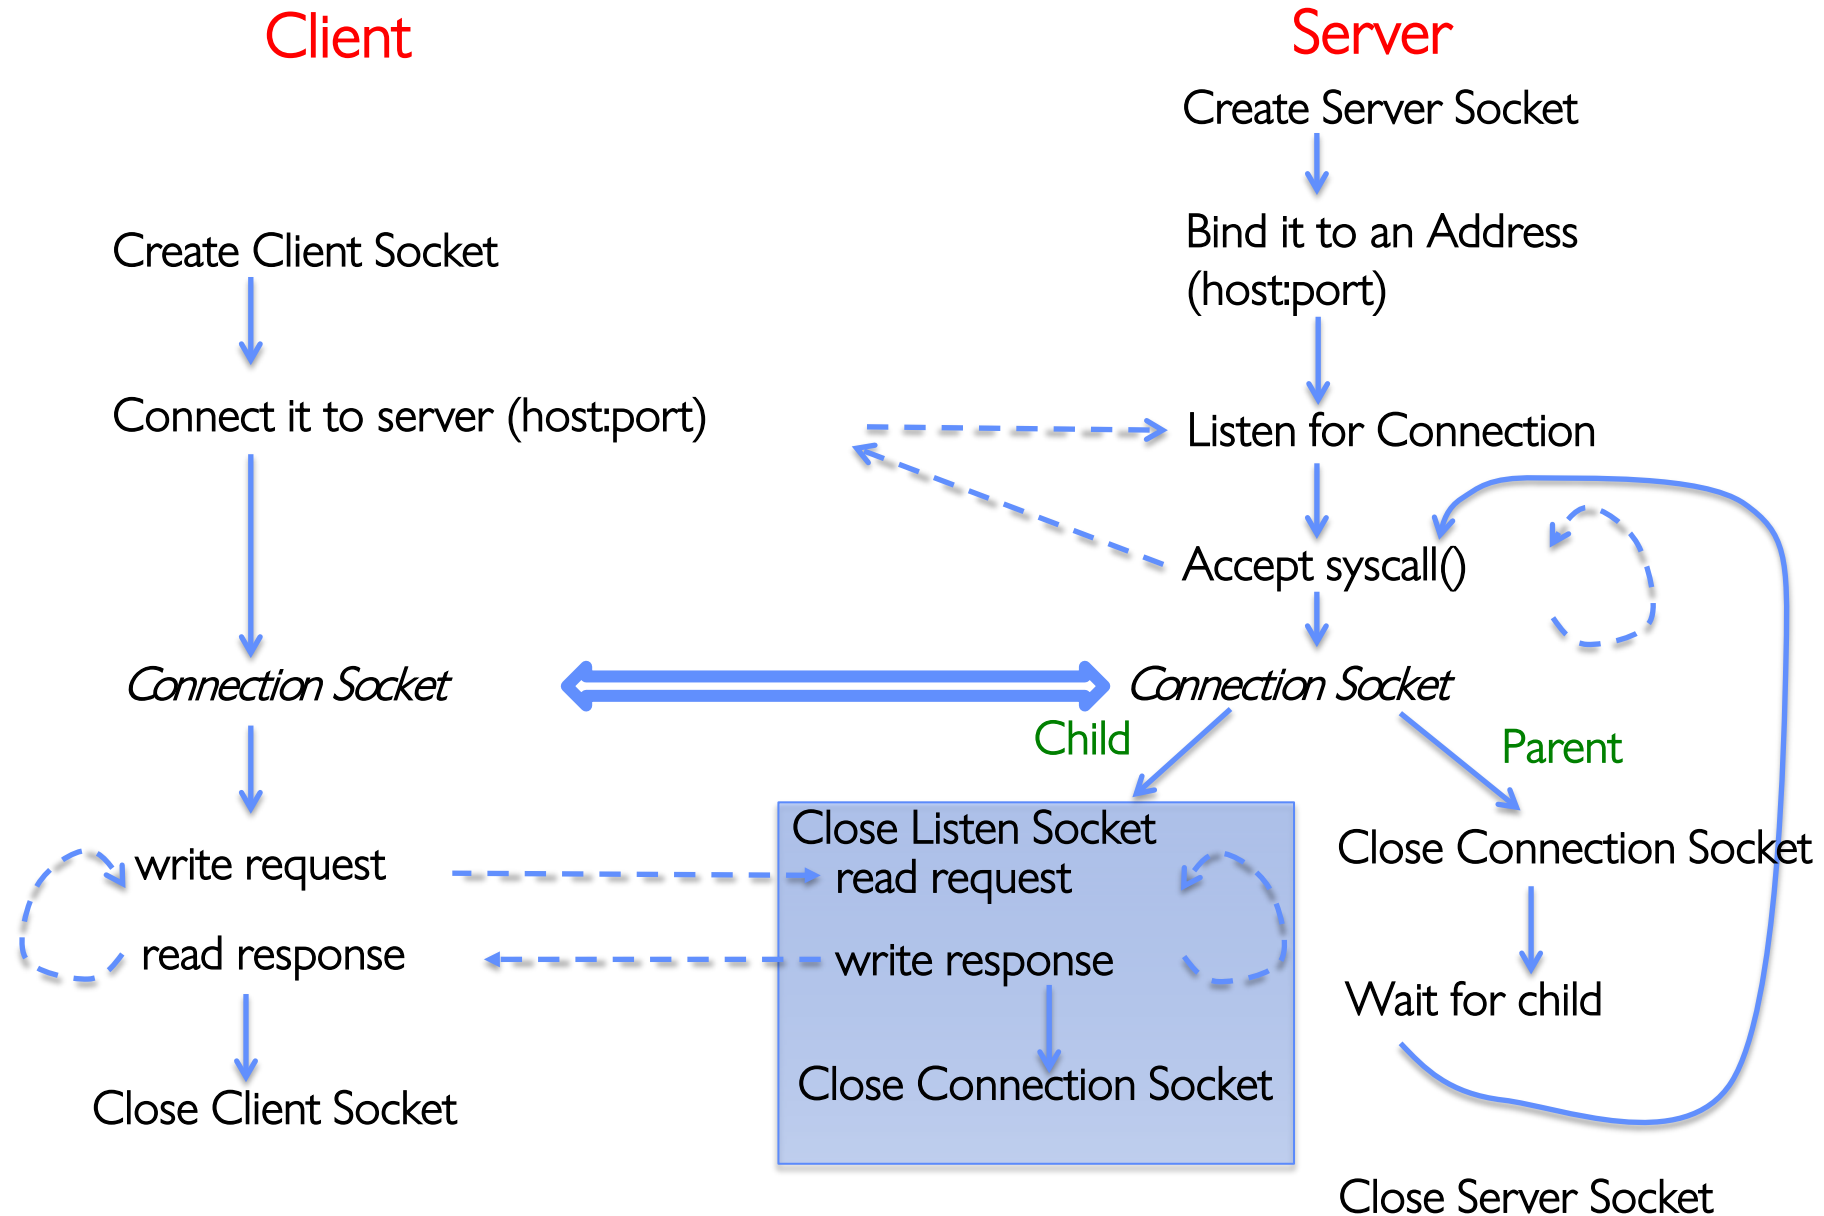 Client
Server
Create Server Socket
Bind it to an Address
(host:port)
Create Client Socket
Connect it to server (host:port)
Listen for Connection
Accept syscall()
Connection Socket
Connection Socket
Child
Parent
Close Listen Socket
write request
read request
Close Connection Socket
read response
write response
Wait for child
Close Client Socket
Close Connection Socket
Close Server Socket